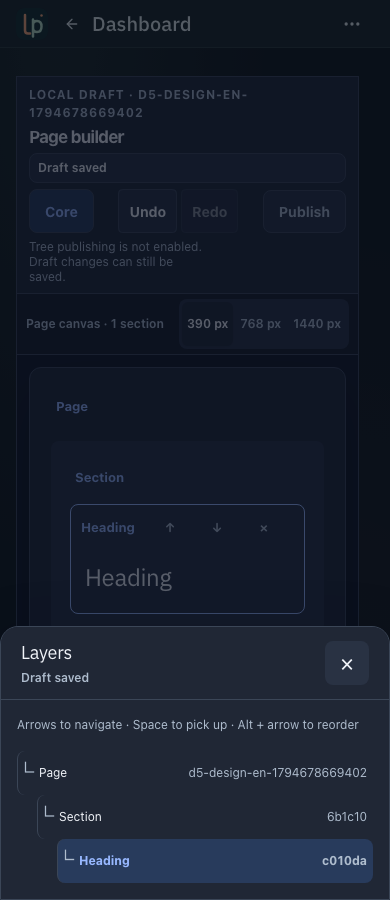 lp
← Dashboard ···
LOCAL DRAFT · D5-DESIGN-EN-
1794678669402
Page builder
Draft saved
Core Undo Redo Publish
Tree publishing is not enabled.
Draft changes can still be
saved.
Page canvas · 1 section 390 px 768 px 1440 px
Page
Section
Heading ↑ ↓ ×
Heading
Layers
Draft saved
×
Arrows to navigate · Space to pick up · Alt + arrow to reorder
Page d5-design-en-1794678669402
Section 6b1c10
Heading c010da